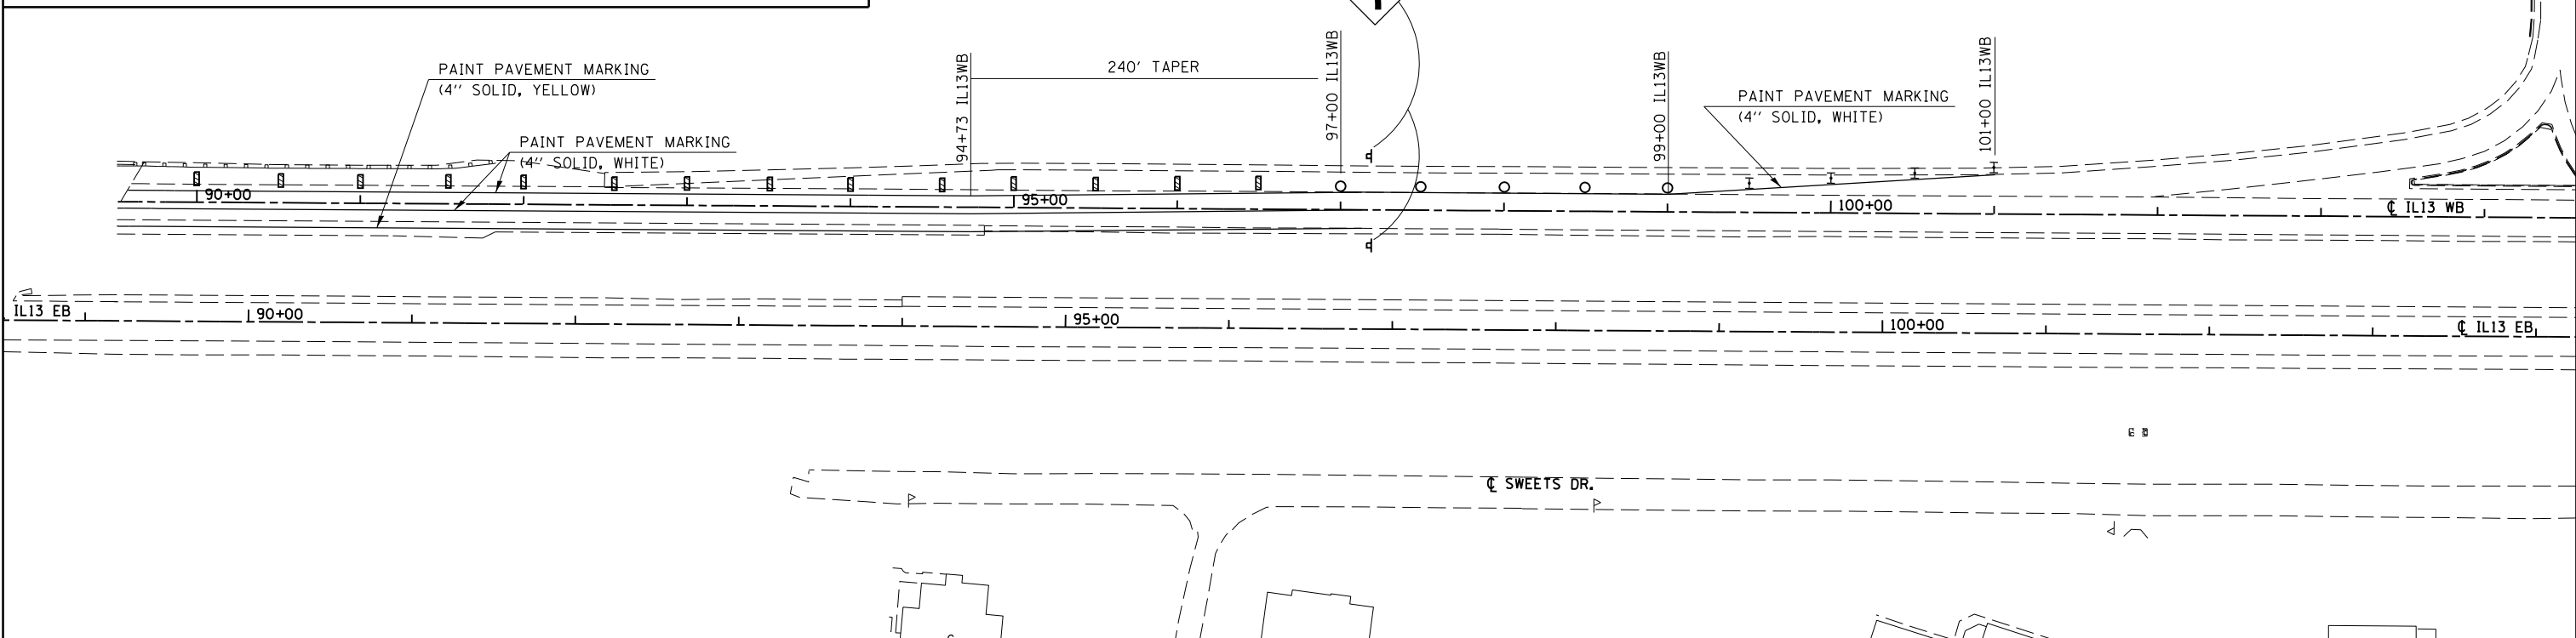 PAINT PAVEMENT MARKING
(4'' SOLID, YELLOW)
PAINT PAVEMENT MARKING
(4'' SOLID, WHITE)
94+73 IL13WB
240' TAPER
97+00 IL13WB
99+00 IL13WB
PAINT PAVEMENT MARKING
(4'' SOLID, WHITE)
101+00 IL13WB
90+00
95+00
100+00
℄ IL13 WB
IL13 EB
90+00
95+00
100+00
℄ IL13 EB
℄ SWEETS DR.